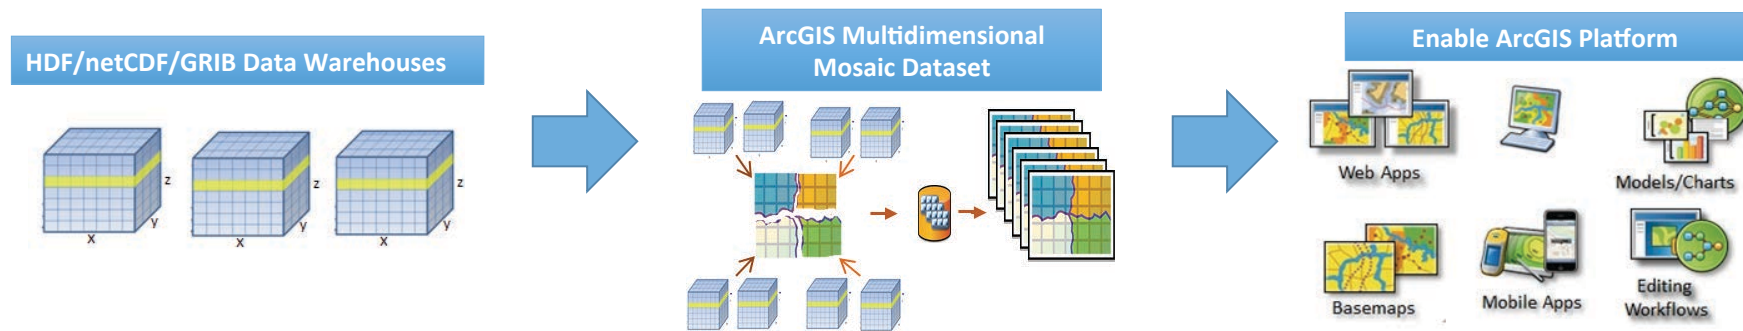 HDF/netCDF/GRIB Data Warehouses
z
y
x
z
y
x
z
y
x
ArcGIS Multidimensional
Mosaic Dataset
Enable ArcGIS Platform
Web Apps
Models/Charts
Basemaps
Mobile Apps
Editing
Workflows